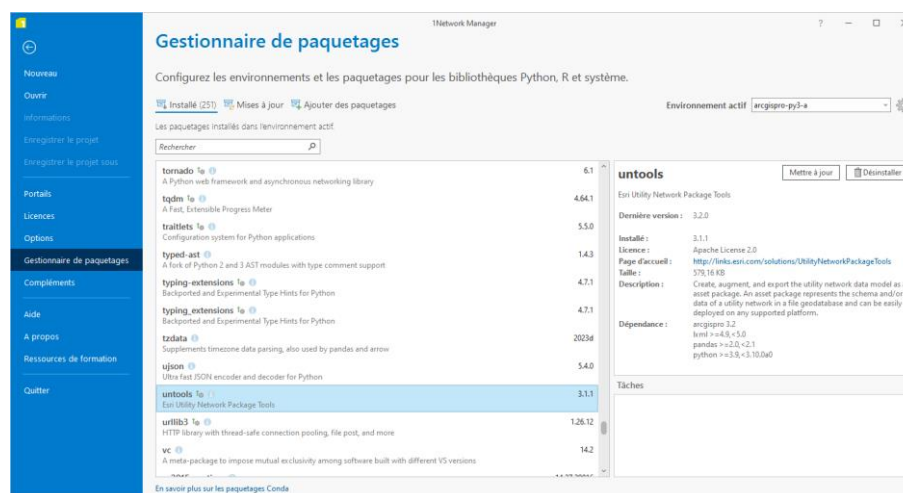 1Network Manager
?
Nouveau
Ouvrir
Informations
Enregistrer le projet
Enregistrer le projet sous
Portails
Licences
Options
Gestionnaire de paquetages
Compléments
Aide
A propos
Ressources de formation
Quitter
Gestionnaire de paquetages
Configurez les environnements et les paquetages pour les bibliothèques Python, R et système.
Installé (251) Mises à jour Ajouter des paquetages
Environnement actif arcgispro-py3-a
Les paquetages installés dans l'environnement actif.
Rechercher
tornado 6.1
A Python web framework and asynchronous networking library
tqdm 4.64.1
A Fast, Extensible Progress Meter
traitlets 5.5.0
Configuration system for Python applications
typed-ast 1.4.3
A fork of Python 2 and 3 AST modules with type comment support
typing-extensions 4.7.1
Backported and Experimental Type Hints for Python
typing_extensions 4.7.1
Backported and Experimental Type Hints for Python
tzdata 2023d
Supplements timezone data parsing, also used by pandas and arrow
ujson 5.4.0
Ultra fast JSON encoder and decoder for Python
untools 3.1.1
Esri Utility Network Package Tools
urllib3 1.26.12
HTTP library with thread-safe connection pooling, file post, and more
vc 14.2
A meta-package to impose mutual exclusivity among software built with different VS versions
En savoir plus sur les paquetages Conda
untools
Mettre à jour Désinstaller
Esri Utility Network Package Tools
Dernière version : 3.2.0
Installé : 3.1.1
Licence : Apache License 2.0
Page d'accueil : http://links.esri.com/solutions/UtilityNetworkPackageTools
Taille : 579,16 KB
Description : Create, augment, and export the utility network data model as
asset package. An asset package represents the schema and/or
data of a utility network in a file geodatabase and can be easily
deployed on any supported platform.
Dépendance : arcgispro 3.2
lxml >=4.9,<5.0
pandas >=2.0,<2.1
python >=3.9,<3.10.0a0
Tâches